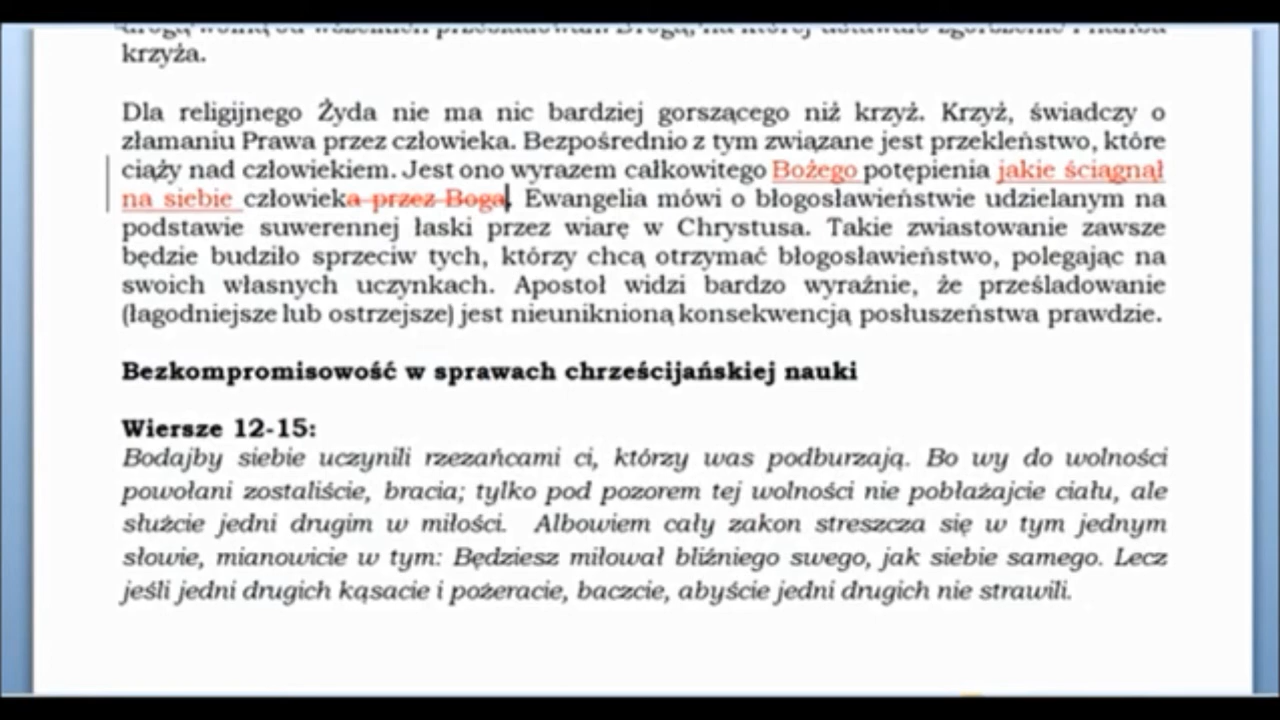 krzyża.
Dla religijnego Żyda nie ma nic bardziej gorszącego niż krzyż. Krzyż, świadczy o
złamaniu Prawa przez człowieka. Bezpośrednio z tym związane jest przekleństwo, które
ciąży nad człowiekiem. Jest ono wyrazem całkowitego Bożego potępienia jakie ściągnął
na siebie człowieka przez Boga. Ewangelia mówi o błogosławieństwie udzielanym na
podstawie suwerennej łaski przez wiarę w Chrystusa. Takie zwiastowanie zawsze
będzie budziło sprzeciw tych, którzy chcą otrzymać błogosławieństwo, polegając na
swoich własnych uczynkach. Apostoł widzi bardzo wyraźnie, że prześladowanie
(łagodniejsze lub ostrzejsze) jest nieuniknioną konsekwencją posłuszeństwa prawdzie.
Bezkompromisowość w sprawach chrześcijańskiej nauki
Wiersze 12-15:
Bodajby siebie uczynili rzezańcami ci, którzy was podburzają. Bo wy do wolności
powołani zostaliście, bracia; tylko pod pozorem tej wolności nie pobłażajcie ciału, ale
służcie jedni drugim w miłości. Albowiem cały zakon streszcza się w tym jednym
słowie, mianowicie w tym: Będziesz miłował bliźniego swego, jak siebie samego. Lecz
jeśli jedni drugich kąsacie i pożeracie, baczcie, abyście jedni drugich nie strawili.